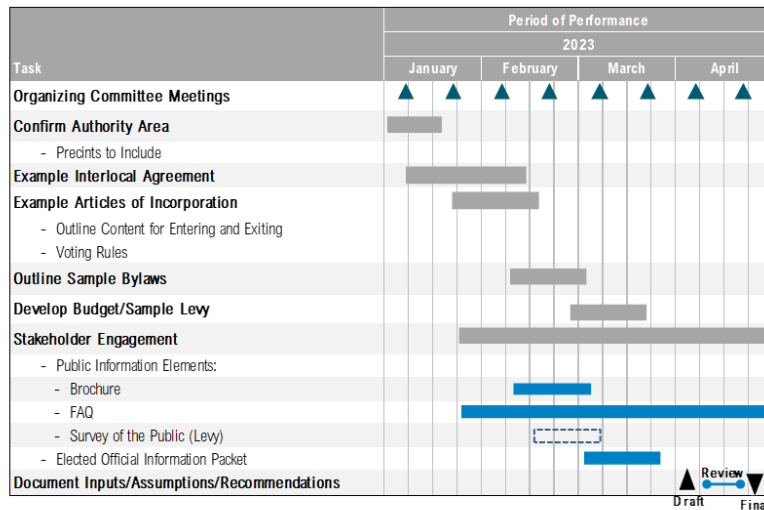 Period of Performance
2023
Task
January February March April
Organizing Committee Meetings
Confirm Authority Area
- Precints to Include
Example Interlocal Agreement
Example Articles of Incorporation
- Outline Content for Entering and Exiting
- Voting Rules
Outline Sample Bylaws
Develop Budget/Sample Levy
Stakeholder Engagement
- Public Information Elements:
- Brochure
- FAQ
- Survey of the Public (Levy)
- Elected Official Information Packet
Document Inputs/Assumptions/Recommendations
Review
Draft
Fina